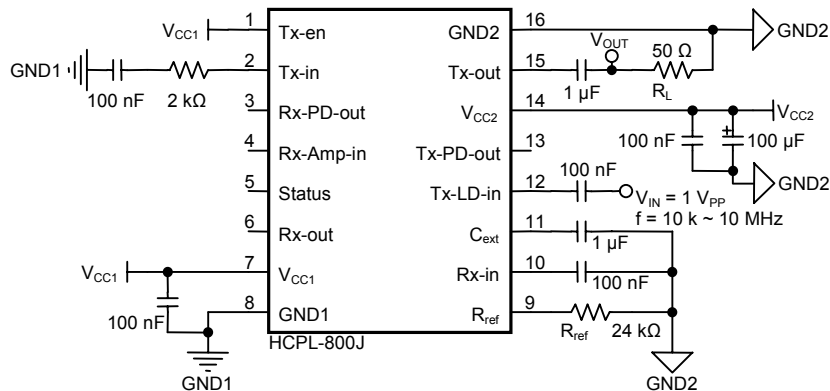 VCC1
1
Tx-en
GND2
16
GND2
GND1
100 nF
2 kΩ
2
Tx-in
Tx-out
15
1 µF
VOUT
50 Ω
RL
3
Rx-PD-out
VCC2
14
VCC2
100 nF
100 µF
+
GND2
4
Rx-Amp-in
Tx-PD-out
13
5
Status
Tx-LD-in
12
100 nF
VIN = 1 VPP
f = 10 k ~ 10 MHz
6
Rx-out
Cext
11
1 µF
VCC1
7
VCC1
Rx-in
10
100 nF
100 nF
8
GND1
Rref
9
Rref
24 kΩ
GND1
HCPL-800J
GND2